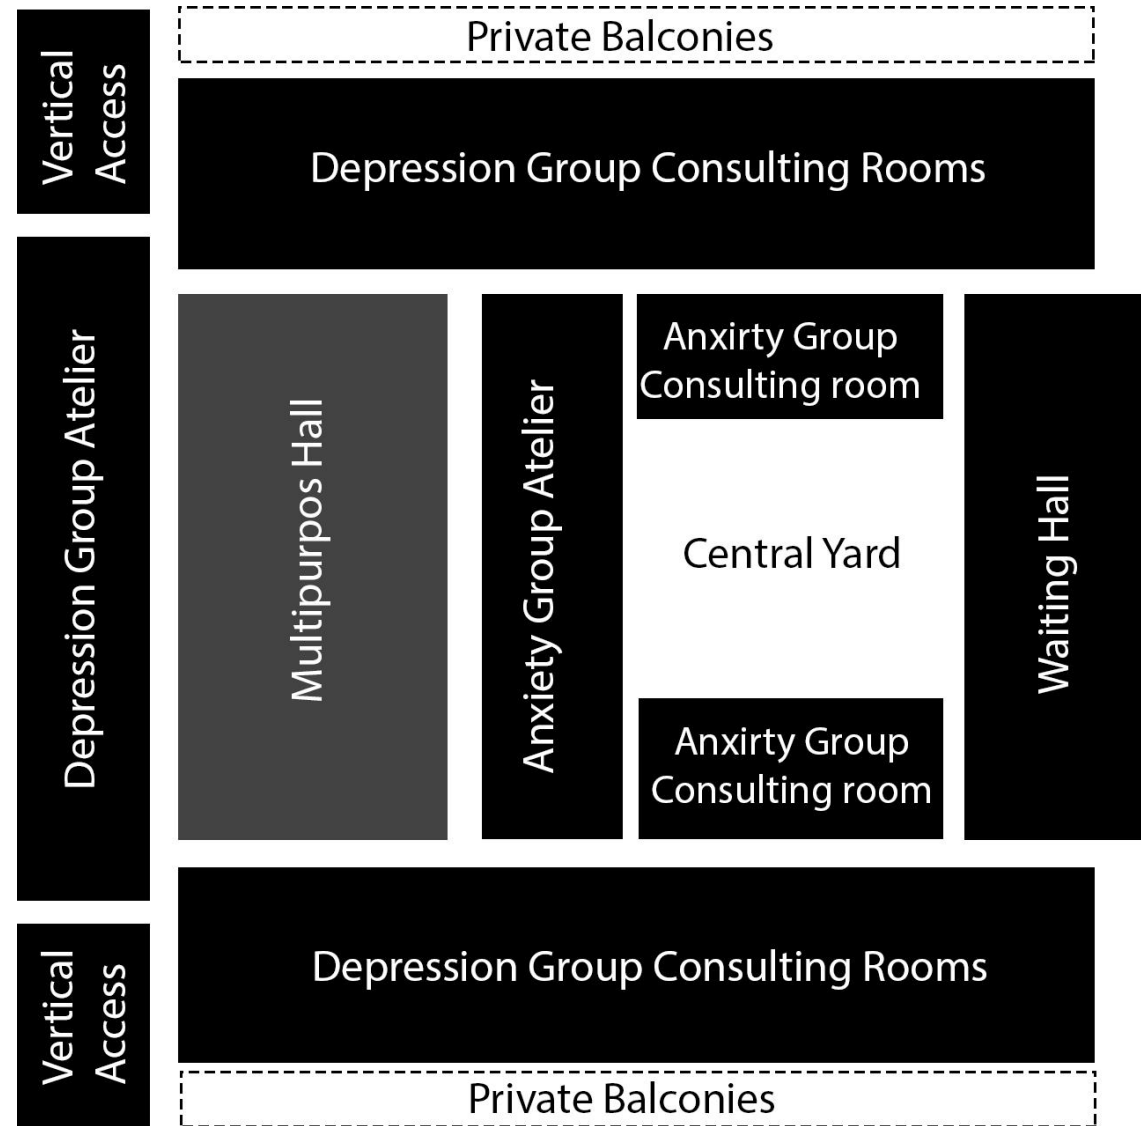 Private Balconies
Vertical
Access
Depression Group Consulting Rooms
Depression Group Atelier
Multipurpos Hall
Anxiety Group Atelier
Anxirty Group
Consulting room
Central Yard
Anxirty Group
Consulting room
Waiting Hall
Depression Group Consulting Rooms
Vertical
Access
Private Balconies